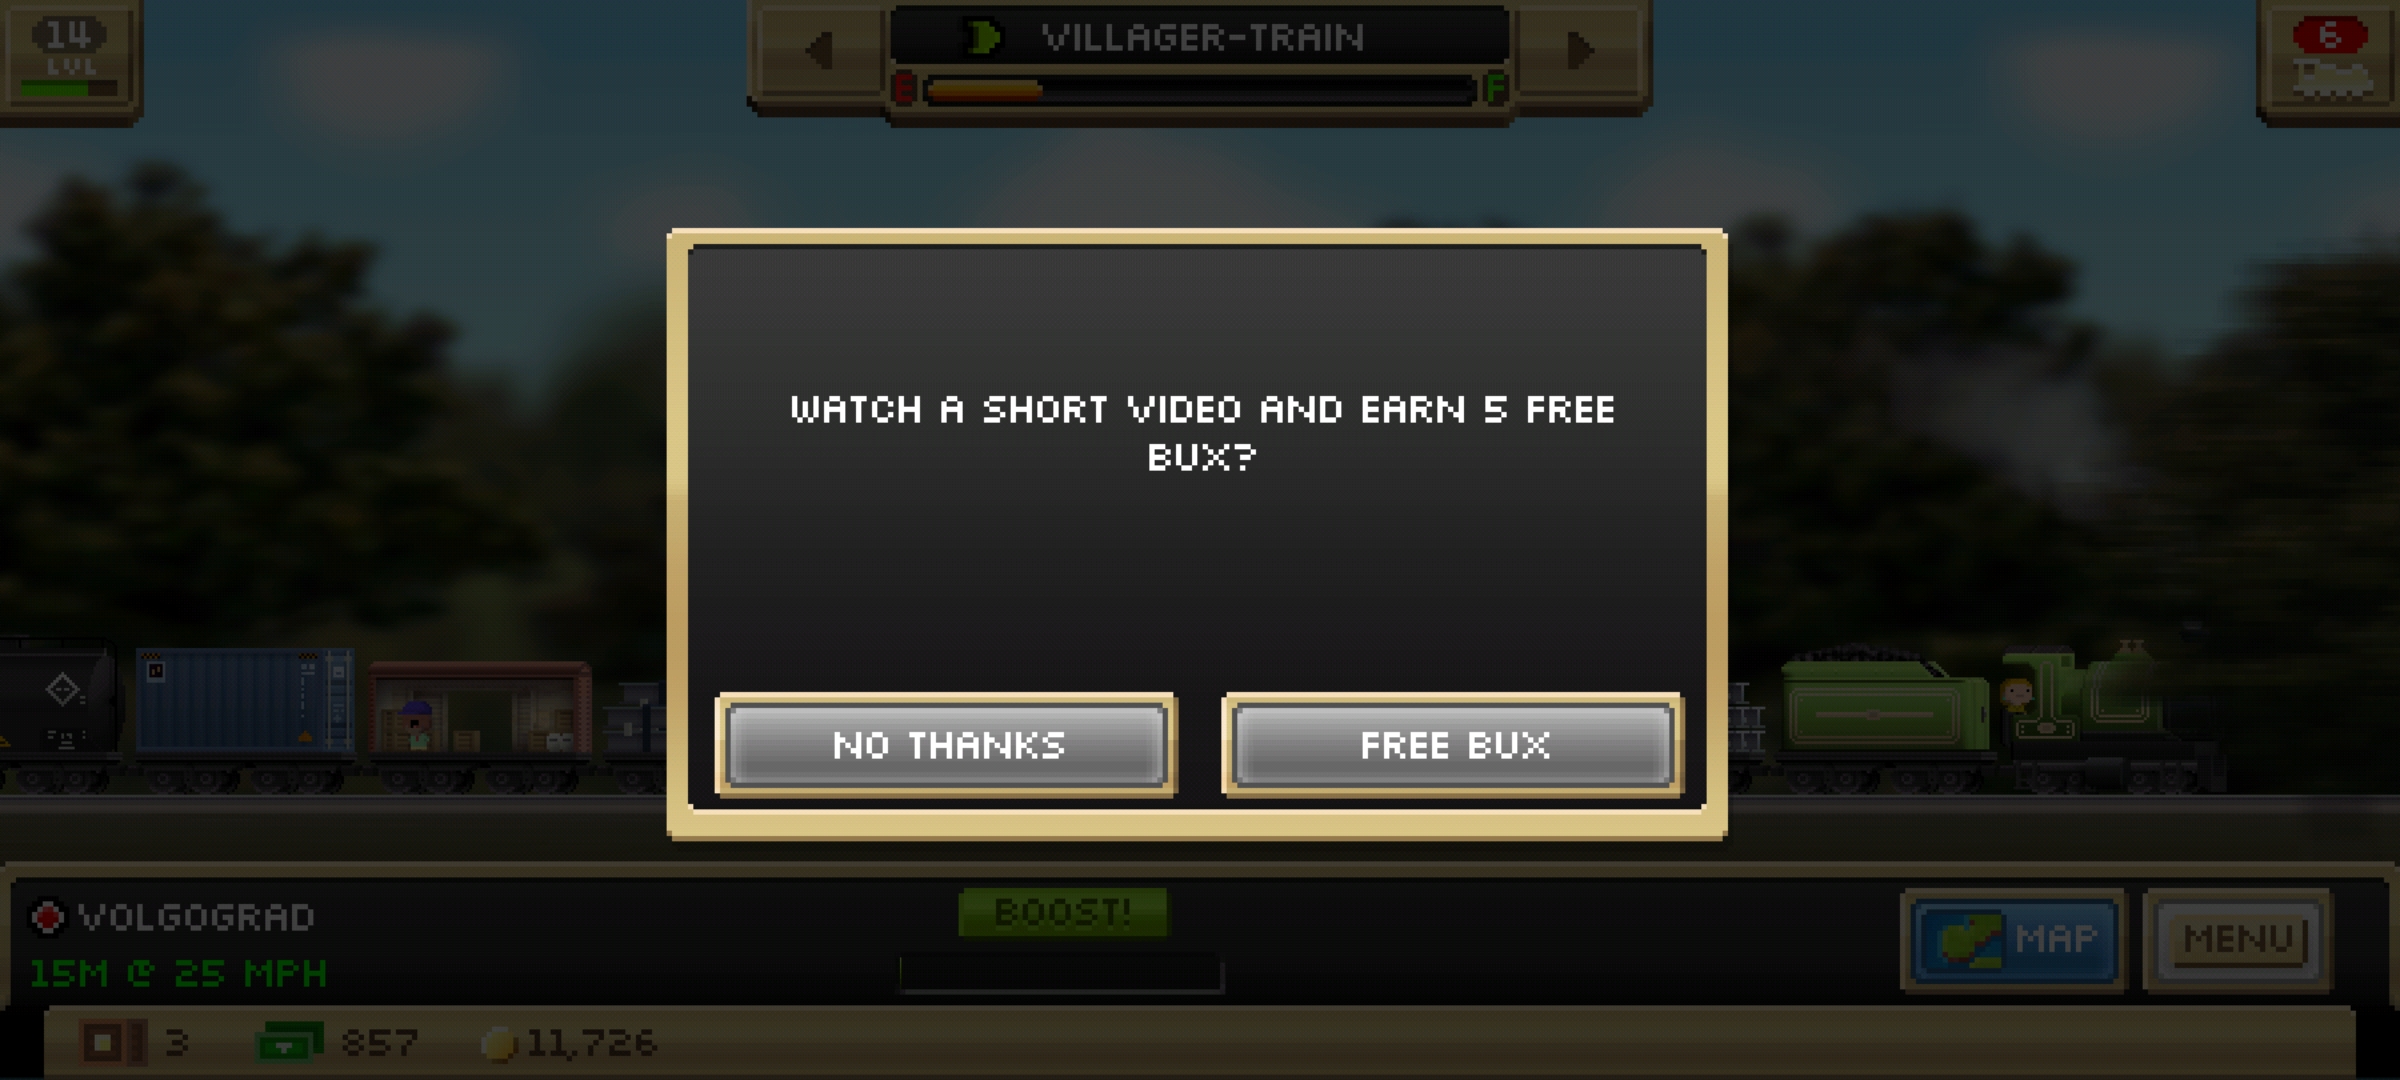 14
LVL
VILLAGER-TRAIN
E
F
6
WATCH A SHORT VIDEO AND EARN 5 FREE
BUX?
NO THANKS
FREE BUX
VOLGOGRAD
15M @ 25 MPH
BOOST!
MAP
MENU
3
857
11,726